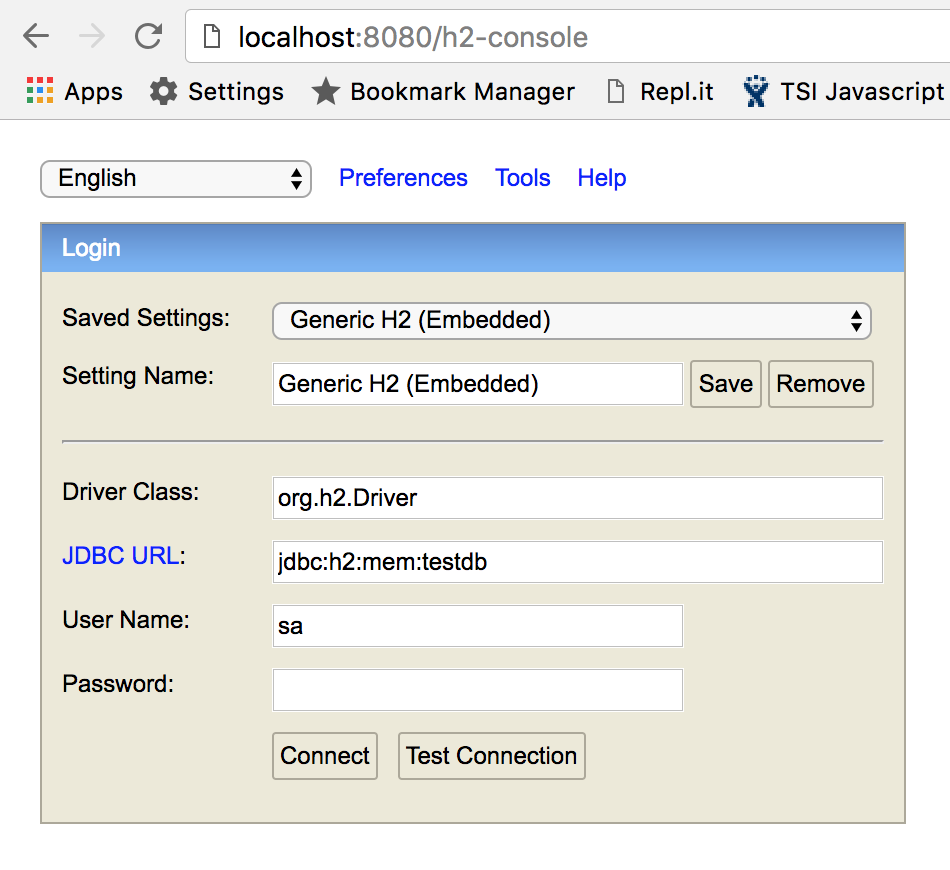 localhost:8080/h2-console
Apps Settings Bookmark Manager Repl.it TSI Javascript
English Preferences Tools Help
Login
Saved Settings: Generic H2 (Embedded)
Setting Name: Generic H2 (Embedded) Save Remove
Driver Class: org.h2.Driver
JDBC URL: jdbc:h2:mem:testdb
User Name: sa
Password:
Connect Test Connection